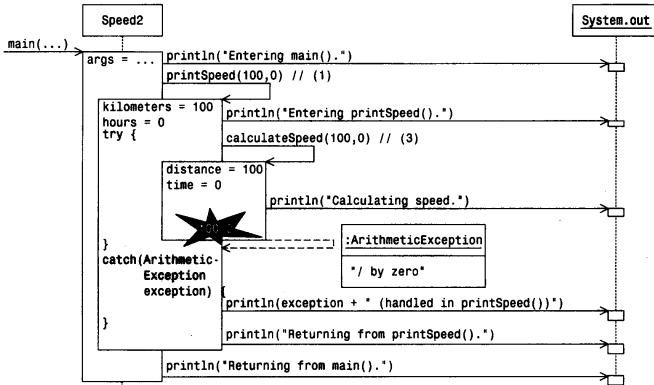 Speed2
System.out
main(...)
args = ...
println("Entering main().")
printSpeed(100,0) // (1)
kilometers = 100
hours = 0
try {
println("Entering printSpeed().")
calculateSpeed(100,0) // (3)
distance = 100
time = 0
println("Calculating speed.")
}
:ArithmeticException
"/ by zero"
catch(Arithmetic-
Exception
exception) {
println(exception + " (handled in printSpeed())")
}
println("Returning from printSpeed().")
println("Returning from main().")